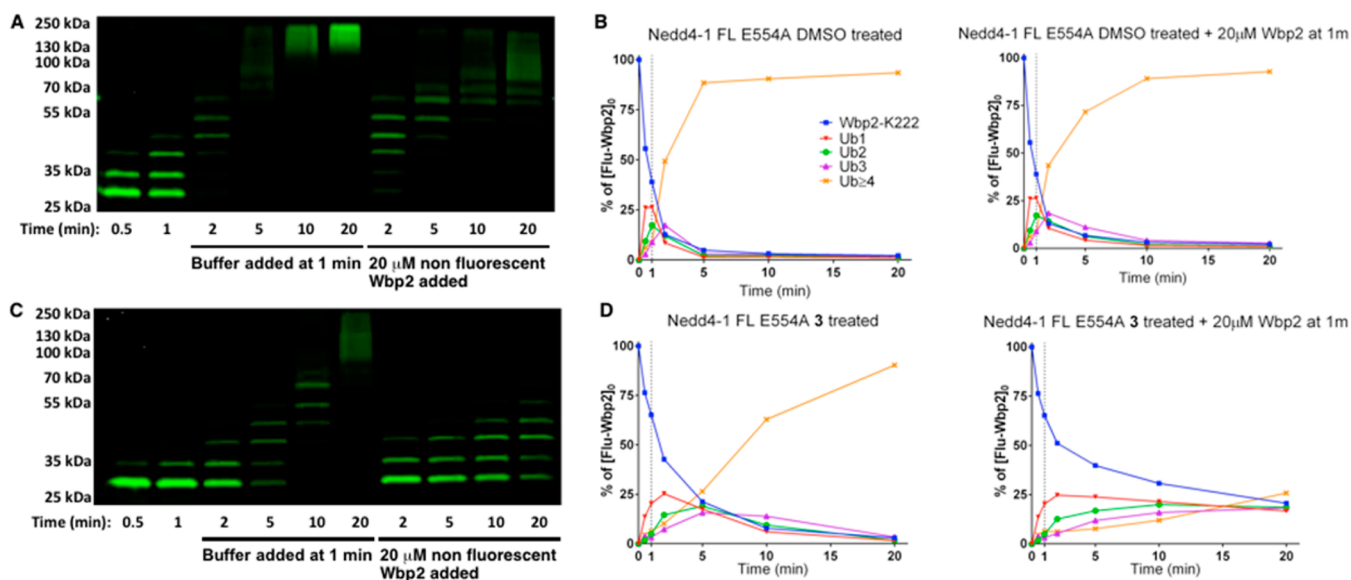 A
250 kDa
130 kDa
100 kDa
70 kDa
55 kDa
35 kDa
25 kDa
Time (min): 0.5 1 2 5 10 20 2 5 10 20
Buffer added at 1 min 20 μM non fluorescent
Wbp2 added
B
Nedd4-1 FL E554A DMSO treated
% of [Flu-Wbp2]₀
100
75
50
25
0
0 1 5 10 15 20
Time (min)
Wbp2-K222
Ub1
Ub2
Ub3
Ub≥4
Nedd4-1 FL E554A DMSO treated + 20μM Wbp2 at 1m
% of [Flu-Wbp2]₀
100
75
50
25
0
0 1 5 10 15 20
Time (min)
C
250 kDa
130 kDa
100 kDa
70 kDa
55 kDa
35 kDa
25 kDa
Time (min): 0.5 1 2 5 10 20 2 5 10 20
Buffer added at 1 min 20 μM non fluorescent
Wbp2 added
D
Nedd4-1 FL E554A 3 treated
% of [Flu-Wbp2]₀
100
75
50
25
0
0 1 5 10 15 20
Time (min)
Nedd4-1 FL E554A 3 treated + 20μM Wbp2 at 1m
% of [Flu-Wbp2]₀
100
75
50
25
0
0 1 5 10 15 20
Time (min)